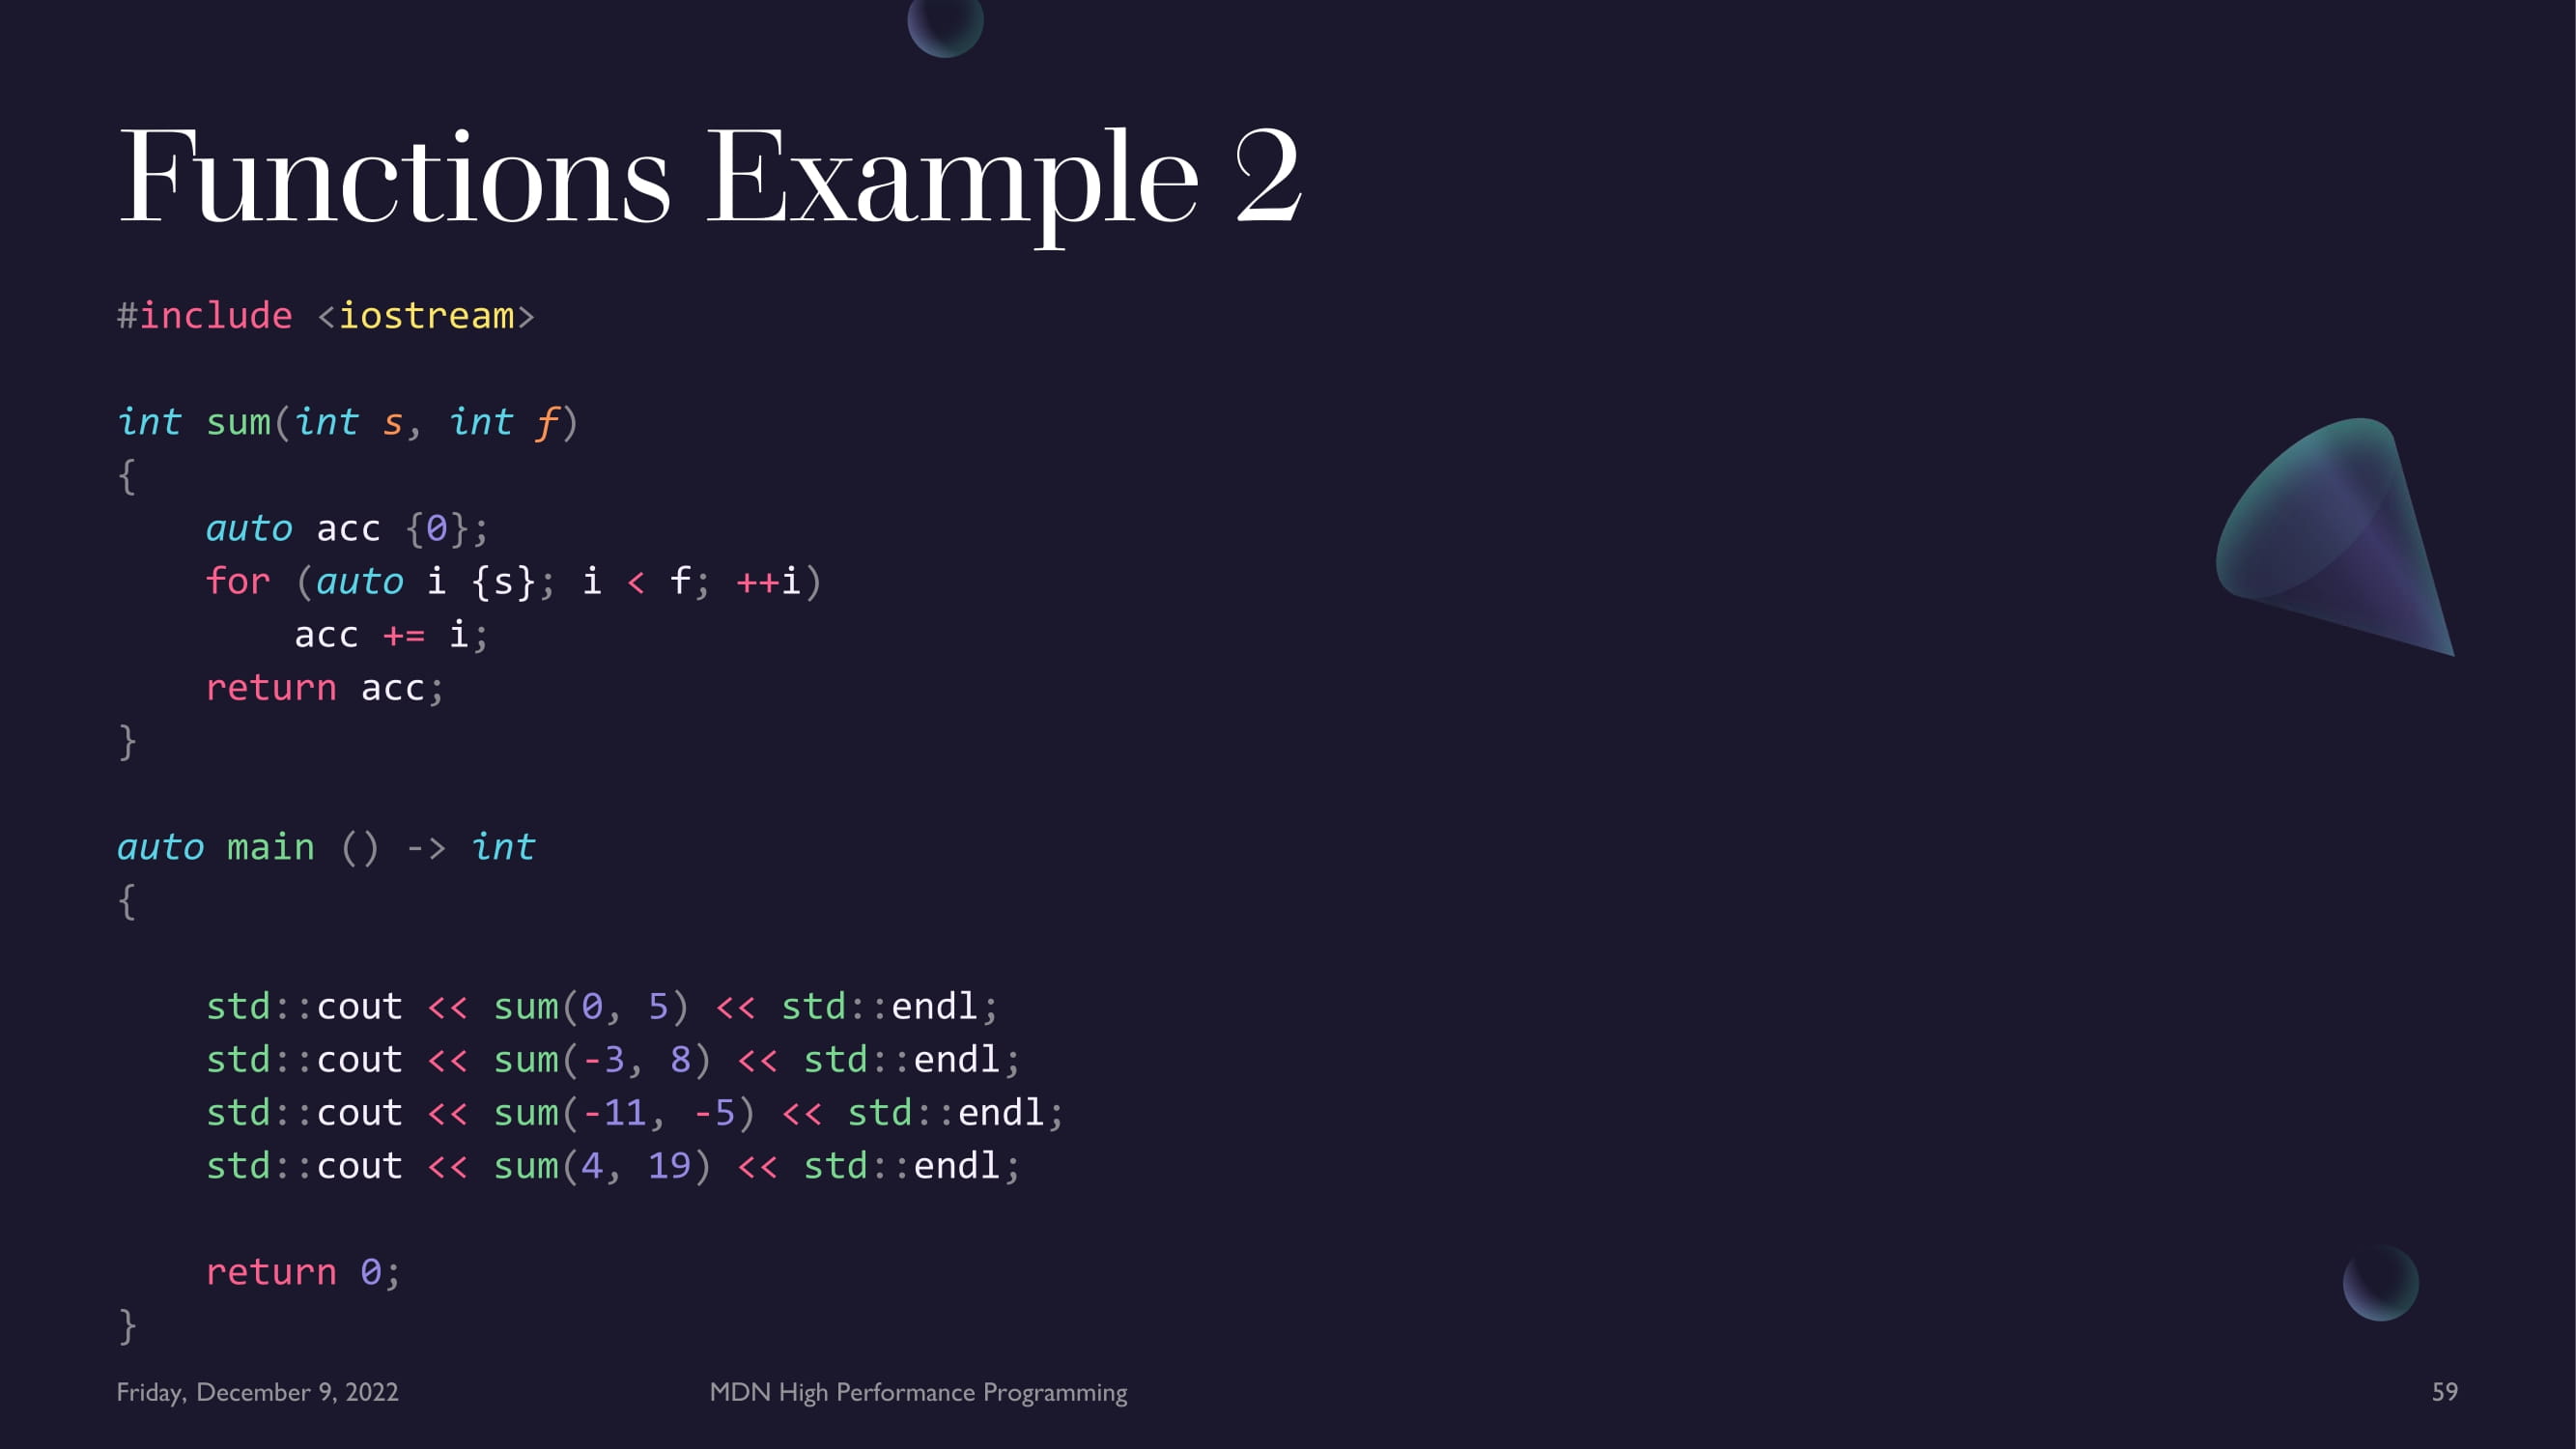 Functions Example 2
#include <iostream>
int sum(int s, int f)
{
    auto acc {0};
    for (auto i {s}; i < f; ++i)
        acc += i;
    return acc;
}
auto main () -> int
{
    std::cout << sum(0, 5) << std::endl;
    std::cout << sum(-3, 8) << std::endl;
    std::cout << sum(-11, -5) << std::endl;
    std::cout << sum(4, 19) << std::endl;
    return 0;
}
Friday, December 9, 2022
MDN High Performance Programming
59